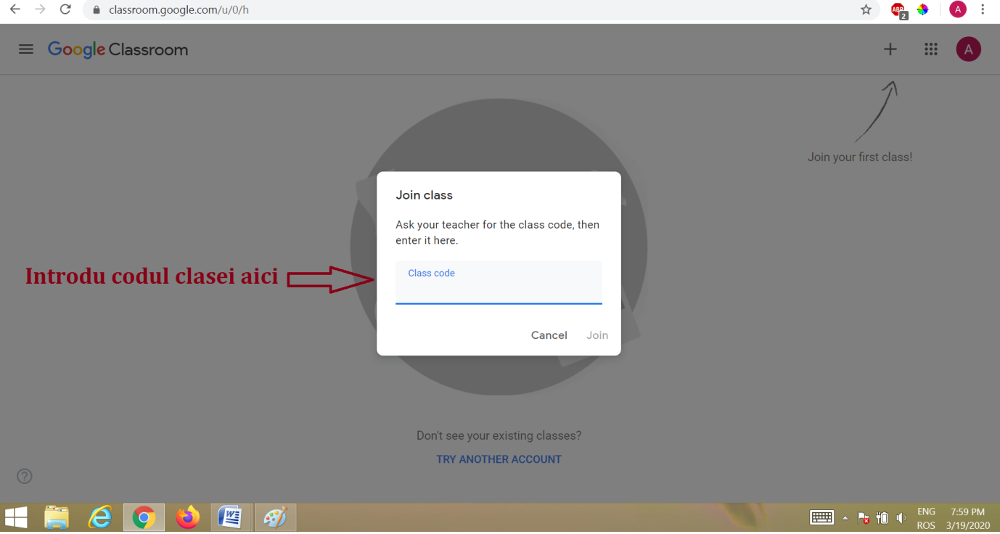 classroom.google.com/u/0/h
ABP
2
A
Google Classroom
A
Join your first class!
Join class
Ask your teacher for the class code, then
enter it here.
Introdu codul clasei aici
Class code
Cancel Join
Don't see your existing classes?
TRY ANOTHER ACCOUNT
?
ENG 7:59 PM
ROS 3/19/2020